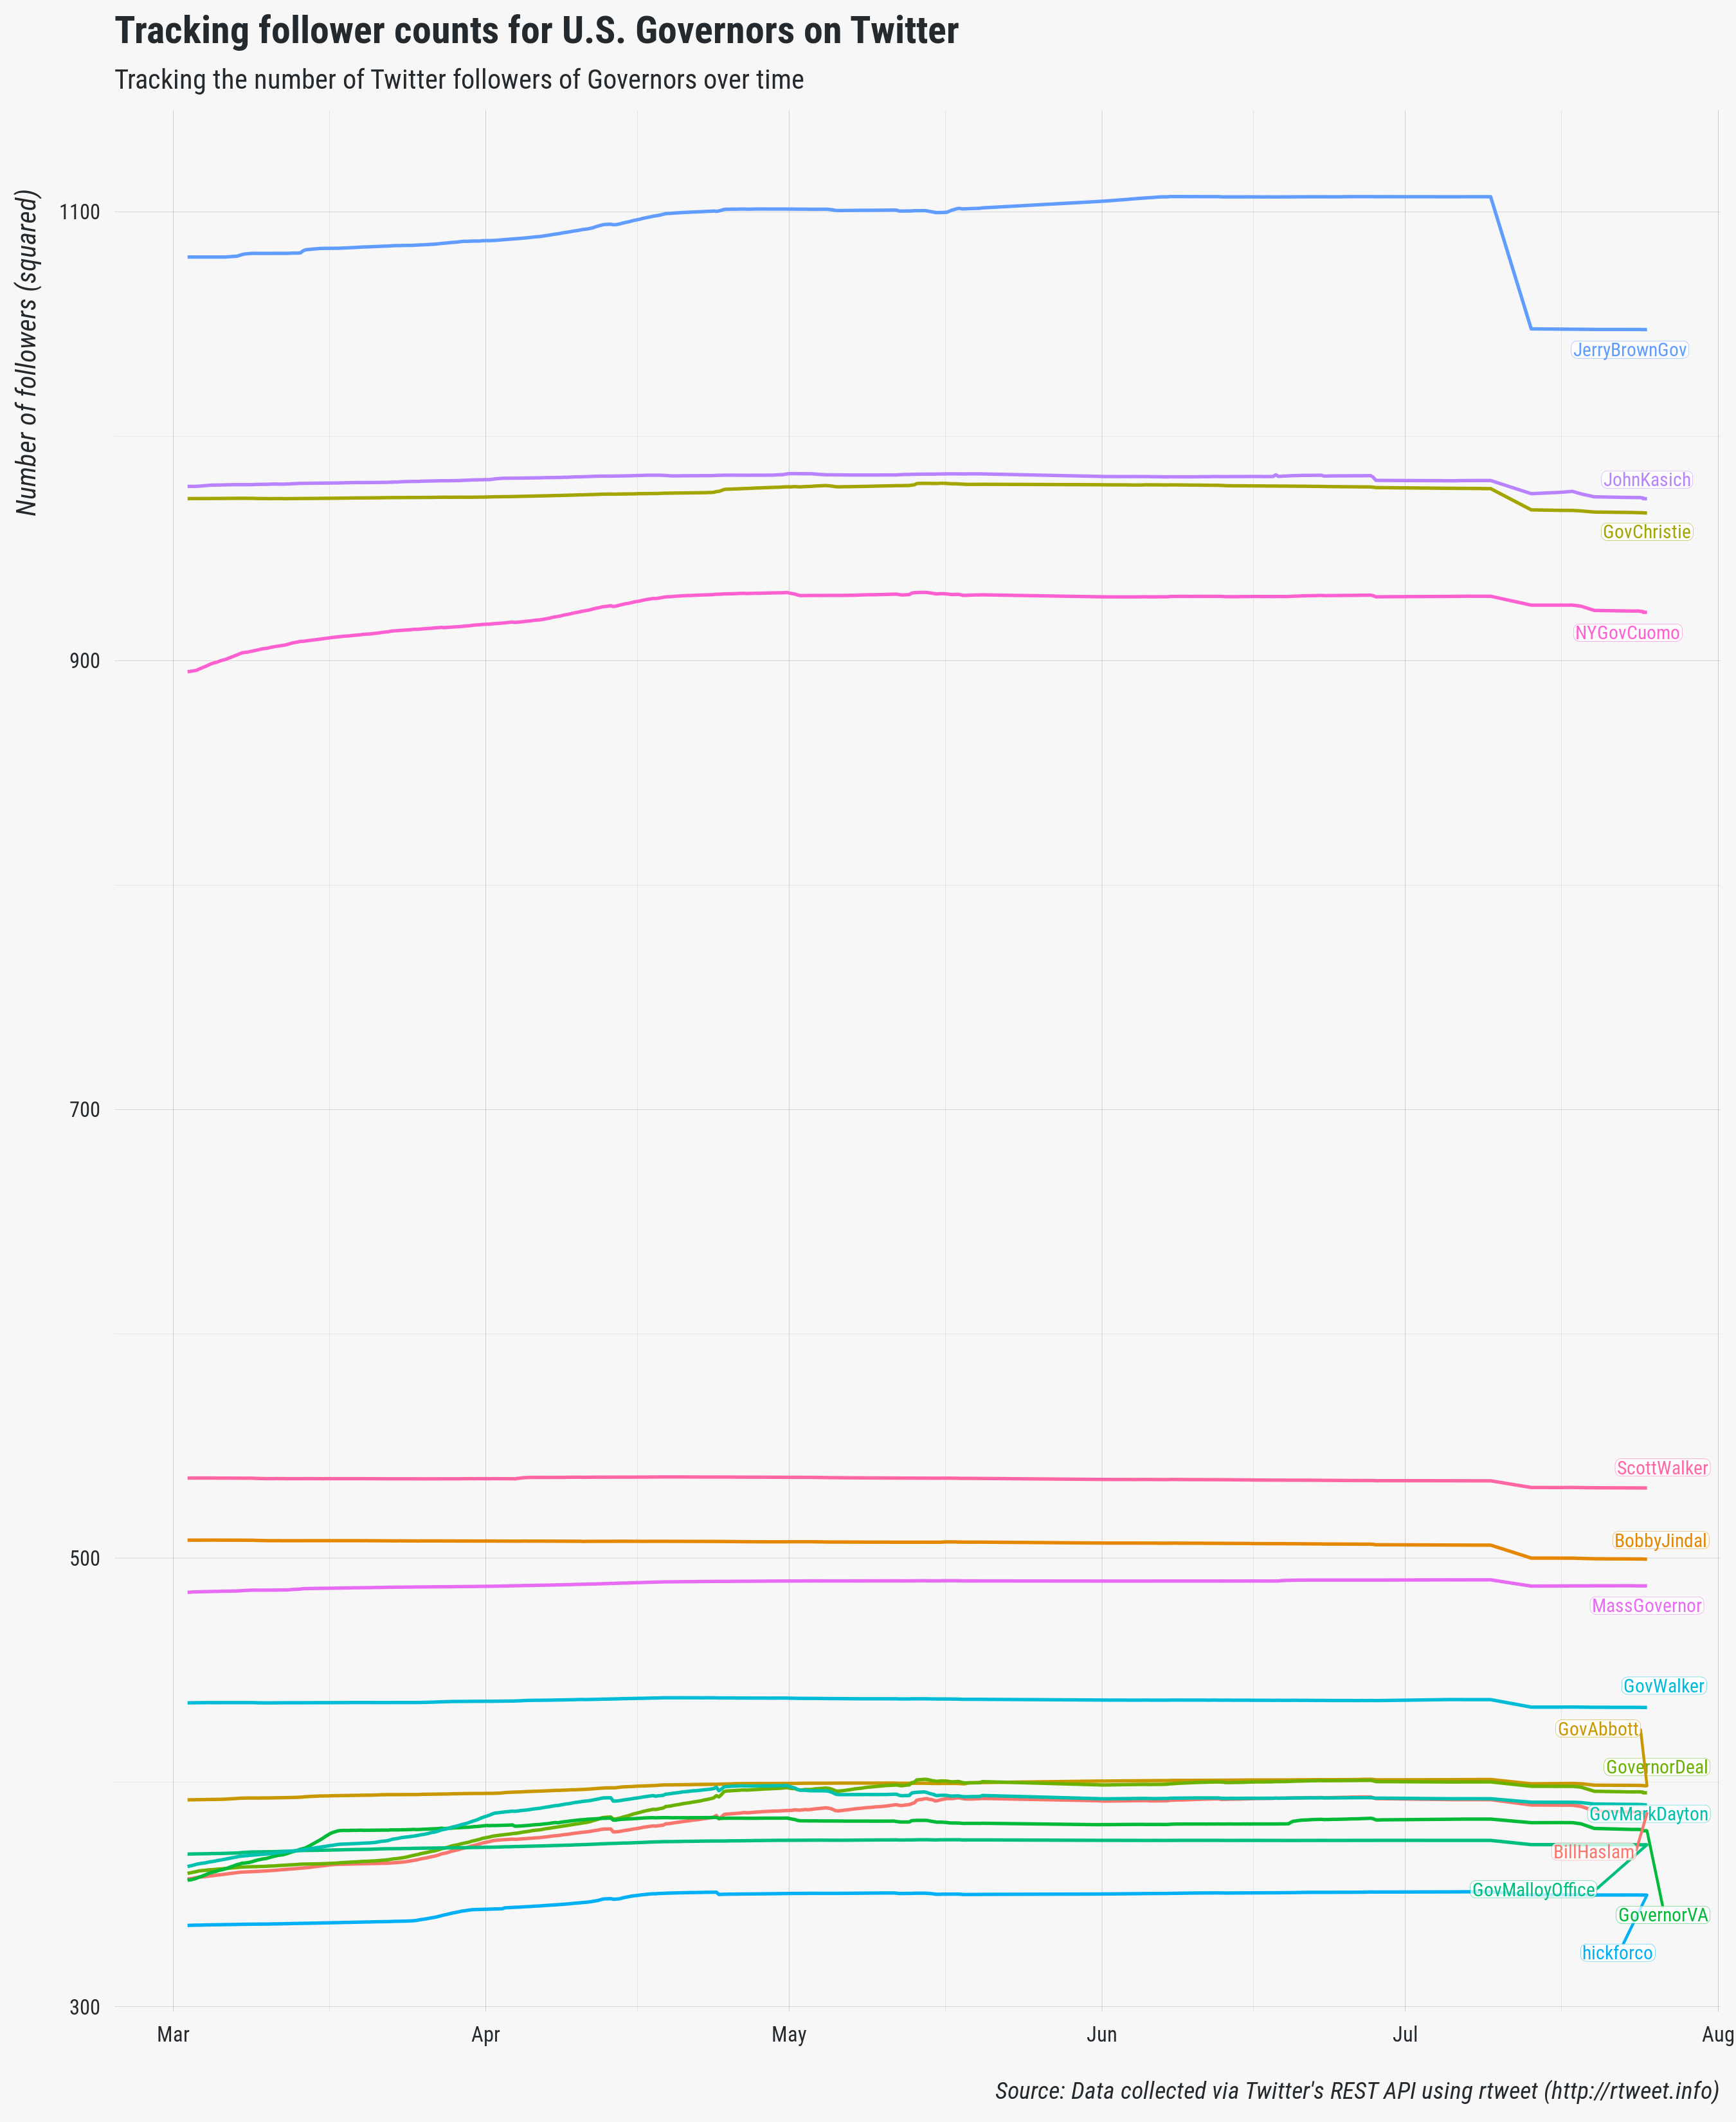 Tracking follower counts for U.S. Governors on Twitter
Tracking the number of Twitter followers of Governors over time
Number of followers (squared)
1100
JerryBrownGov
JohnKasich
GovChristie
NYGovCuomo
900
700
ScottWalker
BobbyJindal
500
MassGovernor
GovWalker
GovAbbott
GovernorDeal
GovMarkDayton
BillHaslam
GovMalloyOffice
GovernorVA
hickforco
300
Mar Apr May Jun Jul Aug
Source: Data collected via Twitter's REST API using rtweet (http://rtweet.info)